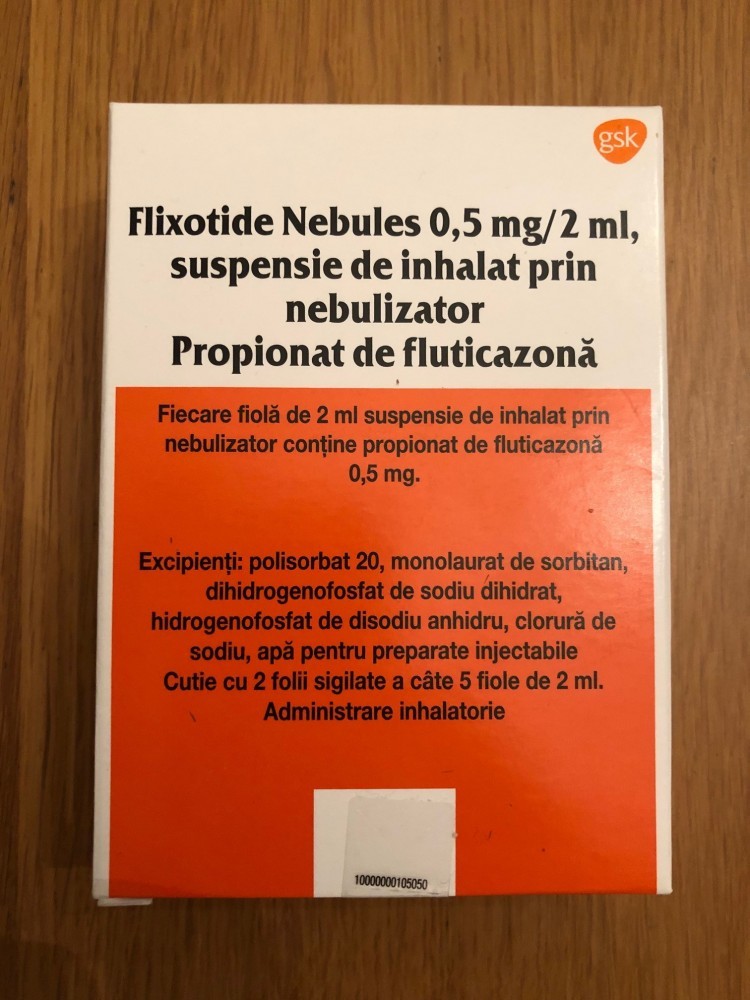 gsk
Flixotide Nebules 0,5 mg/2 ml,
suspensie de inhalat prin
nebulizator
Propionat de fluticazonă
Fiecare fiolă de 2 ml suspensie de inhalat prin
nebulizator conține propionat de fluticazonă
0,5 mg.
Excipienți: polisorbat 20, monolaurat de sorbitan,
dihidrogenofosfat de sodiu dihidrat,
hidrogenofosfat de disodiu anhidru, clorură de
sodiu, apă pentru preparate injectabile
Cutie cu 2 folii sigilate a câte 5 fiole de 2 ml.
Administrare inhalatorie
10000000105050